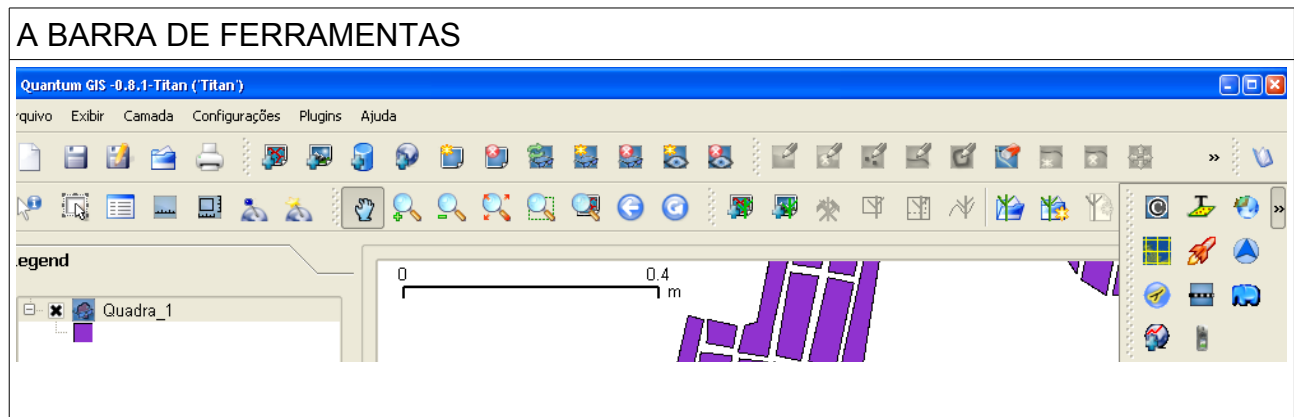 A BARRA DE FERRAMENTAS
Quantum GIS -0.8.1-Titan ('Titan')
rquivo Exibir Camada Configurações Plugins Ajuda
»
»
.egend
0 0.4
m
Quadra_1